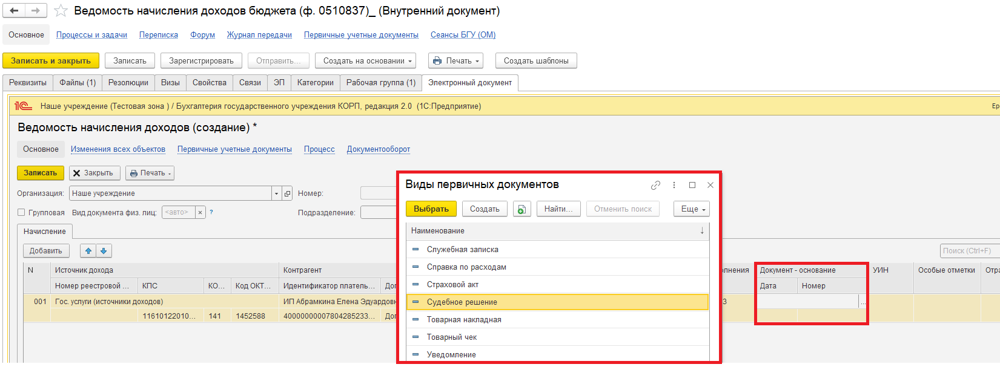 Ведомость начисления доходов бюджета (ф. 0510837)_ (Внутренний документ)
Основное Процессы и задачи Переписка Форум Журнал передачи Первичные учетные документы Сеансы БГУ (ОМ)
Записать и закрыть Записать Зарегистрировать Отправить... Создать на основании Печать Создать шаблоны
Реквизиты Файлы (1) Резолюции Визы Свойства Связи ЭП Категории Рабочая группа (1) Электронный документ
1С Наше учреждение (Тестовая зона ) / Бухгалтерия государственного учреждения КОРП, редакция 2.0 (1С:Предприятие) Ер
Ведомость начисления доходов (создание) *
Основное Изменения всех объектов Первичные учетные документы Процесс Документооборот
Записать Закрыть Печать
Организация: Наше учреждение Номер:
Групповая Вид документа физ. лиц: <авто> × ? Подразделение:
Начисление
Добавить Поиск (Ctrl+F)
N Источник дохода Контрагент
Номер реестровой ... КПС КО... Код ОКТ... Идентификатор платель... Дог
001 Гос. услуги (источники доходов) ИП Абрамкина Елена Эдуардовн
11610122010... 141 1452588 40000000007804285233... Дог
Виды первичных документов
Выбрать Создать Найти... Отменить поиск Еще
Наименование ↓
Служебная записка
Справка по расходам
Страховой акт
Судебное решение
Товарная накладная
Товарный чек
Уведомление
олнения Документ - основание УИН Особые отметки Отра
Дата Номер
3 ...